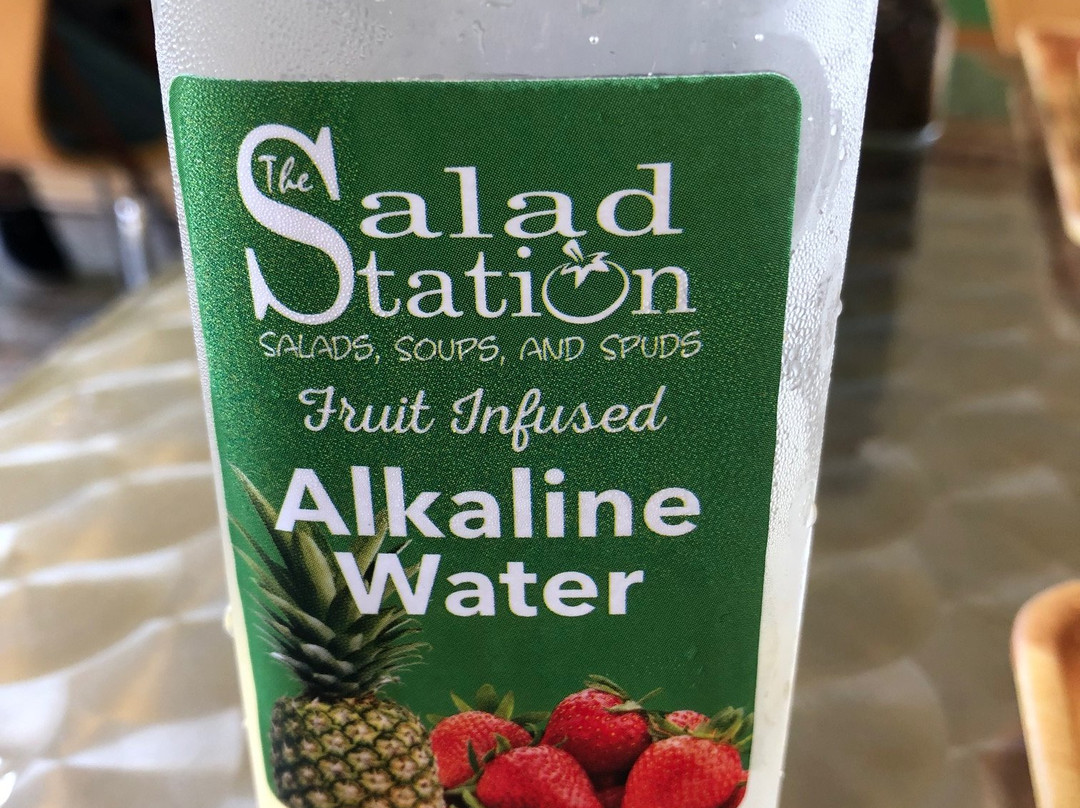 The Salad
Station
SALADS, SOUPS, AND SPUDS
Fruit Infused
Alkaline
Water